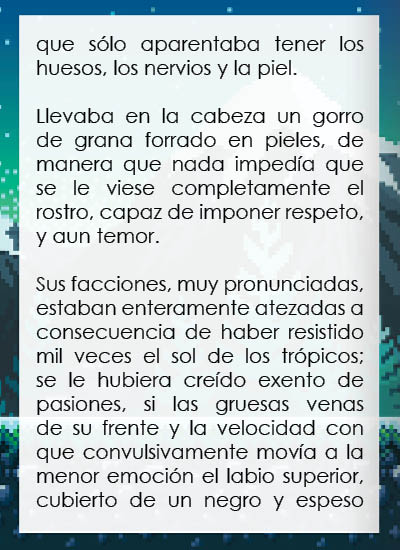 que sólo aparentaba tener los
huesos, los nervios y la piel.
Llevaba en la cabeza un gorro
de grana forrado en pieles, de
manera que nada impedía que
se le viese completamente el
rostro, capaz de imponer respeto,
y aun temor.
Sus facciones, muy pronunciadas,
estaban enteramente atezadas a
consecuencia de haber resistido
mil veces el sol de los trópicos;
se le hubiera creído exento de
pasiones, si las gruesas venas
de su frente y la velocidad con
que convulsivamente movía a la
menor emoción el labio superior,
cubierto de un negro y espeso